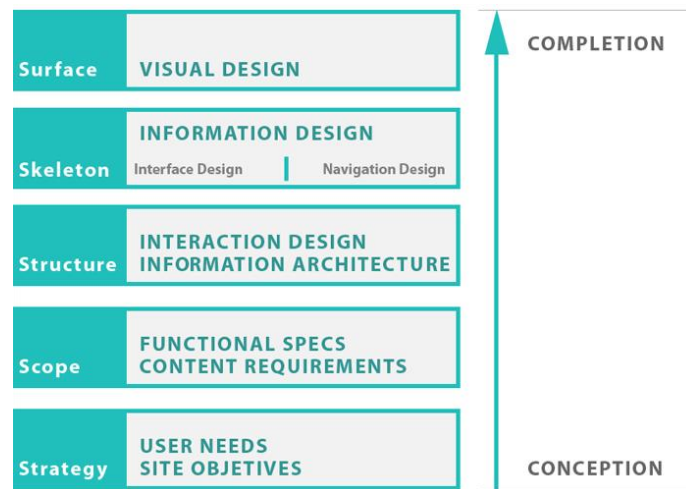 COMPLETION
Surface VISUAL DESIGN
INFORMATION DESIGN
Skeleton Interface Design Navigation Design
INTERACTION DESIGN
Structure INFORMATION ARCHITECTURE
FUNCTIONAL SPECS
Scope CONTENT REQUIREMENTS
USER NEEDS
Strategy SITE OBJETIVES
CONCEPTION